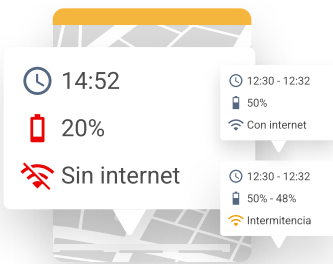 14:52
20%
Sin internet
12:30 - 12:32
50%
Con internet
12:30 - 12:32
50% - 48%
Intermitencia